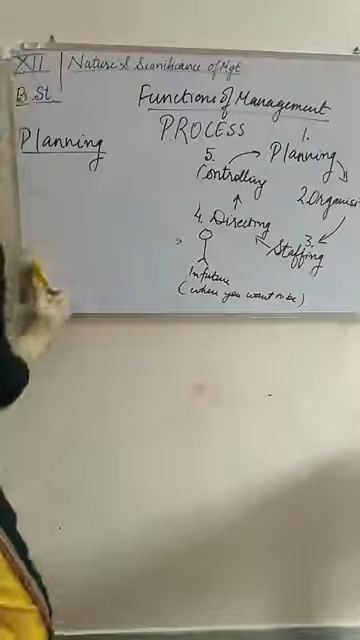 XII Nature & Significance of Mgt
B.St.
Functions of Management
PROCESS
Planning
1.
Planning
2. Organisi
3.
Staffing
4. Directing
5.
Controlling
In future
(where you want to be)